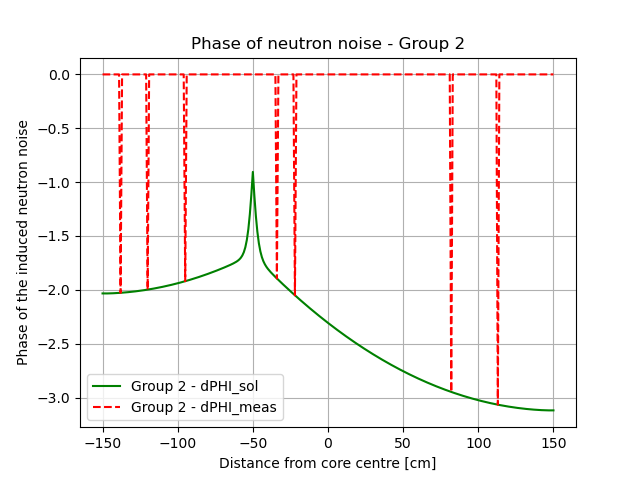 Phase of neutron noise - Group 2
Phase of the induced neutron noise
0.0
−0.5
−1.0
−1.5
−2.0
−2.5
−3.0
Group 2 - dPHI_sol
Group 2 - dPHI_meas
−150
−100
−50
0
50
100
150
Distance from core centre [cm]